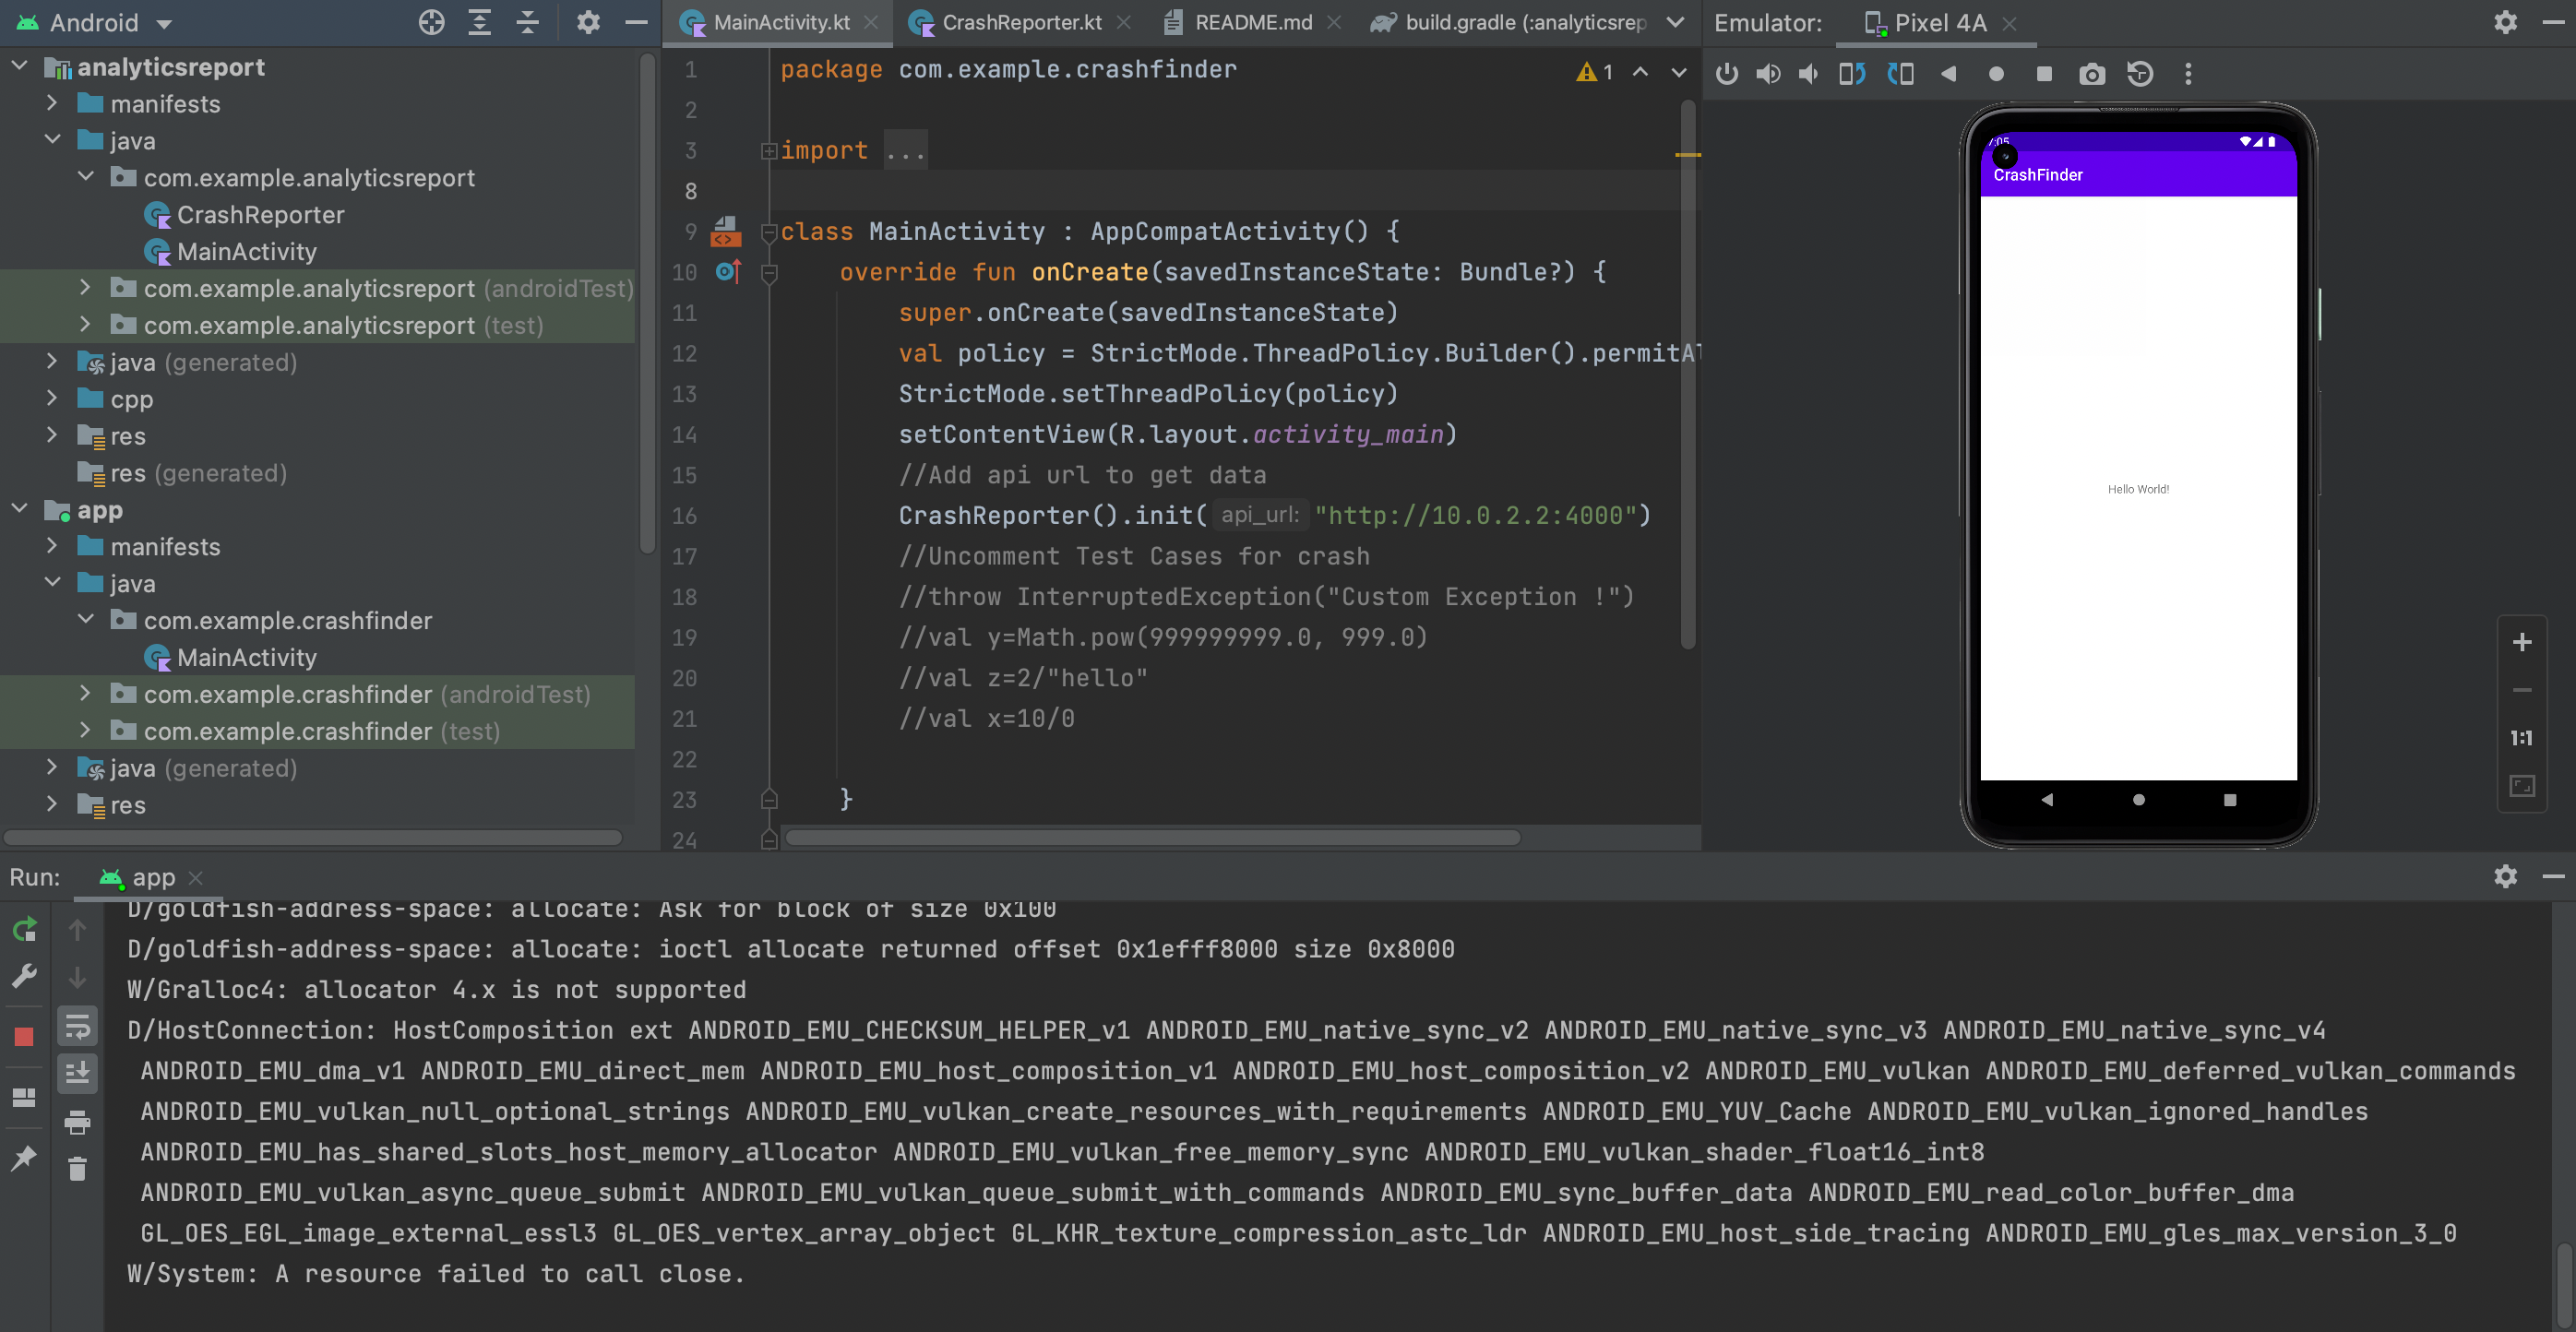 Android
MainActivity.kt
CrashReporter.kt
README.md
build.gradle (:analyticsrep
Emulator:
Pixel 4A
analyticsreport
manifests
java
com.example.analyticsreport
CrashReporter
MainActivity
com.example.analyticsreport (androidTest)
com.example.analyticsreport (test)
java (generated)
cpp
res
res (generated)
app
manifests
java
com.example.crashfinder
MainActivity
com.example.crashfinder (androidTest)
com.example.crashfinder (test)
java (generated)
res
1 package com.example.crashfinder
1
2
3 import ...
8
9 class MainActivity : AppCompatActivity() {
10 override fun onCreate(savedInstanceState: Bundle?) {
11 super.onCreate(savedInstanceState)
12 val policy = StrictMode.ThreadPolicy.Builder().permitAl
13 StrictMode.setThreadPolicy(policy)
14 setContentView(R.layout.activity_main)
15 //Add api url to get data
16 CrashReporter().init( api_url: "http://10.0.2.2:4000")
17 //Uncomment Test Cases for crash
18 //throw InterruptedException("Custom Exception !")
19 //val y=Math.pow(999999999.0, 999.0)
20 //val z=2/"hello"
21 //val x=10/0
22
23 }
24
7:05
CrashFinder
Hello World!
1:1
Run:
app
D/goldfish-address-space: allocate: Ask for block of size 0x100
D/goldfish-address-space: allocate: ioctl allocate returned offset 0x1efff8000 size 0x8000
W/Gralloc4: allocator 4.x is not supported
D/HostConnection: HostComposition ext ANDROID_EMU_CHECKSUM_HELPER_v1 ANDROID_EMU_native_sync_v2 ANDROID_EMU_native_sync_v3 ANDROID_EMU_native_sync_v4
ANDROID_EMU_dma_v1 ANDROID_EMU_direct_mem ANDROID_EMU_host_composition_v1 ANDROID_EMU_host_composition_v2 ANDROID_EMU_vulkan ANDROID_EMU_deferred_vulkan_commands
ANDROID_EMU_vulkan_null_optional_strings ANDROID_EMU_vulkan_create_resources_with_requirements ANDROID_EMU_YUV_Cache ANDROID_EMU_vulkan_ignored_handles
ANDROID_EMU_has_shared_slots_host_memory_allocator ANDROID_EMU_vulkan_free_memory_sync ANDROID_EMU_vulkan_shader_float16_int8
ANDROID_EMU_vulkan_async_queue_submit ANDROID_EMU_vulkan_queue_submit_with_commands ANDROID_EMU_sync_buffer_data ANDROID_EMU_read_color_buffer_dma
GL_OES_EGL_image_external_essl3 GL_OES_vertex_array_object GL_KHR_texture_compression_astc_ldr ANDROID_EMU_host_side_tracing ANDROID_EMU_gles_max_version_3_0
W/System: A resource failed to call close.